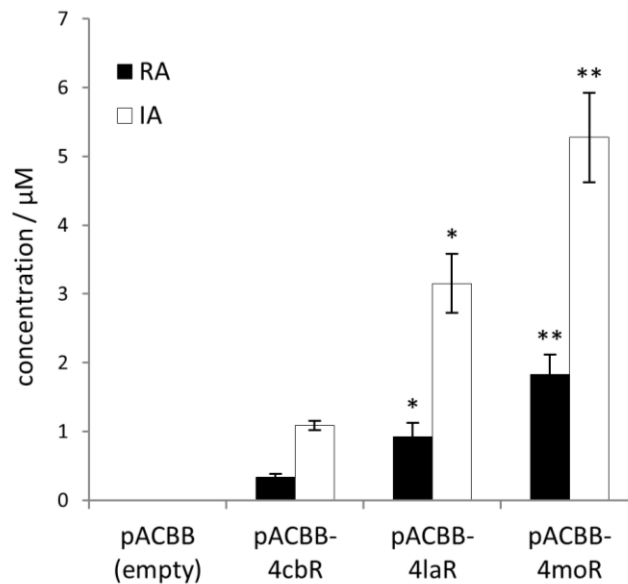 7
6
5
4
3
2
1
0
concentration / µM
RA
IA
*
*
**
**
pACBB
(empty)
pACBB-
4cbR
pACBB-
4laR
pACBB-
4moR